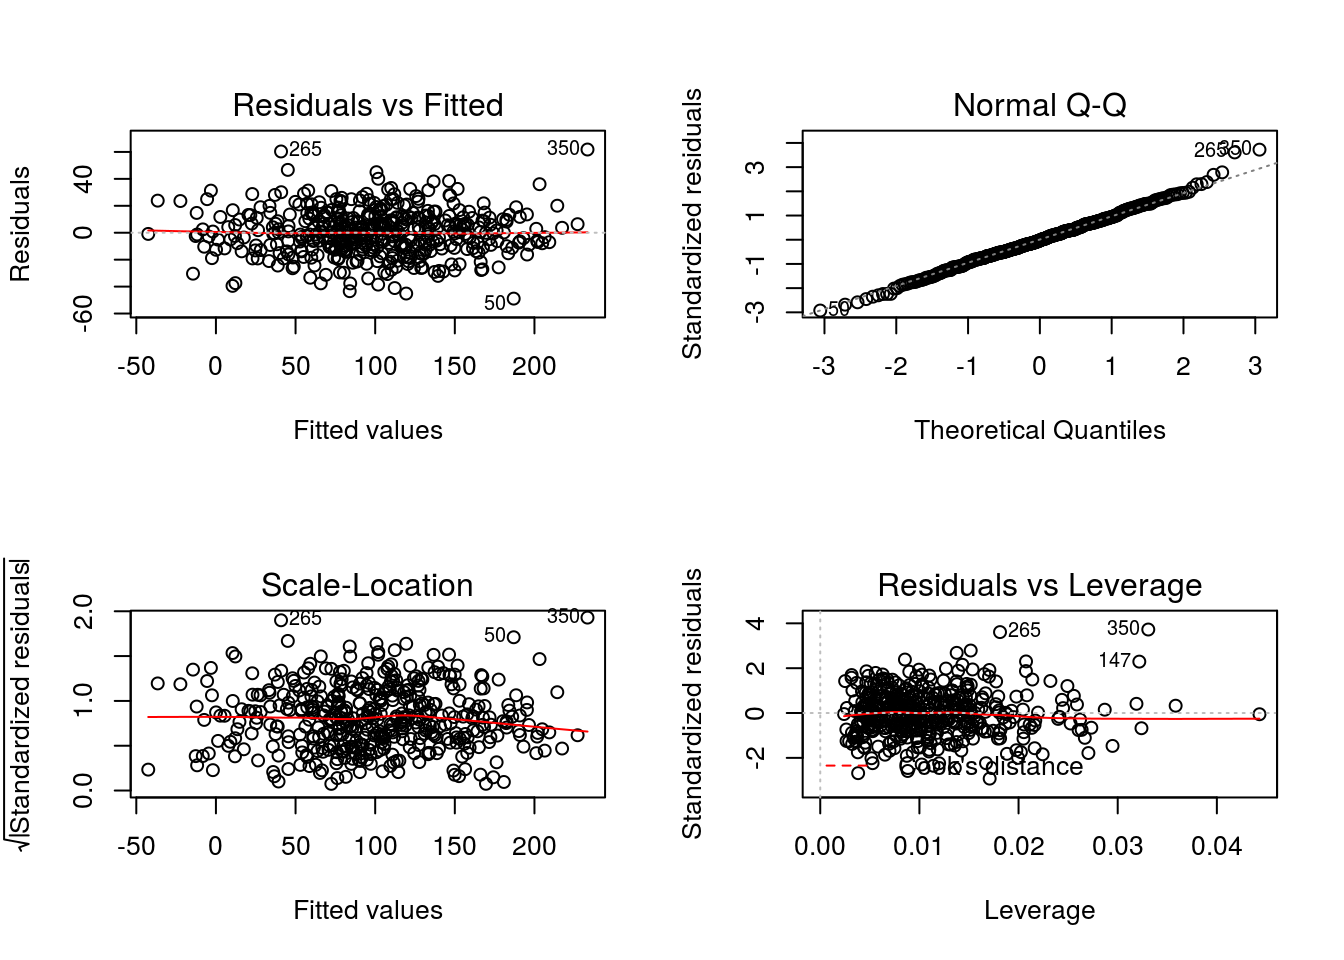 Residuals vs Fitted
Residuals
40
0
-60
265
350
50
-50 0 50 100 150 200
Fitted values
Normal Q-Q
Standardized residuals
3
1
-1
-3
265
350
50
-3 -2 -1 0 1 2 3
Theoretical Quantiles
Scale-Location
√|Standardized residuals|
2.0
1.0
0.0
265
350
50
-50 0 50 100 150 200
Fitted values
Residuals vs Leverage
Standardized residuals
4
2
0
-2
265
350
147
Cook's distance
0.00 0.01 0.02 0.03 0.04
Leverage